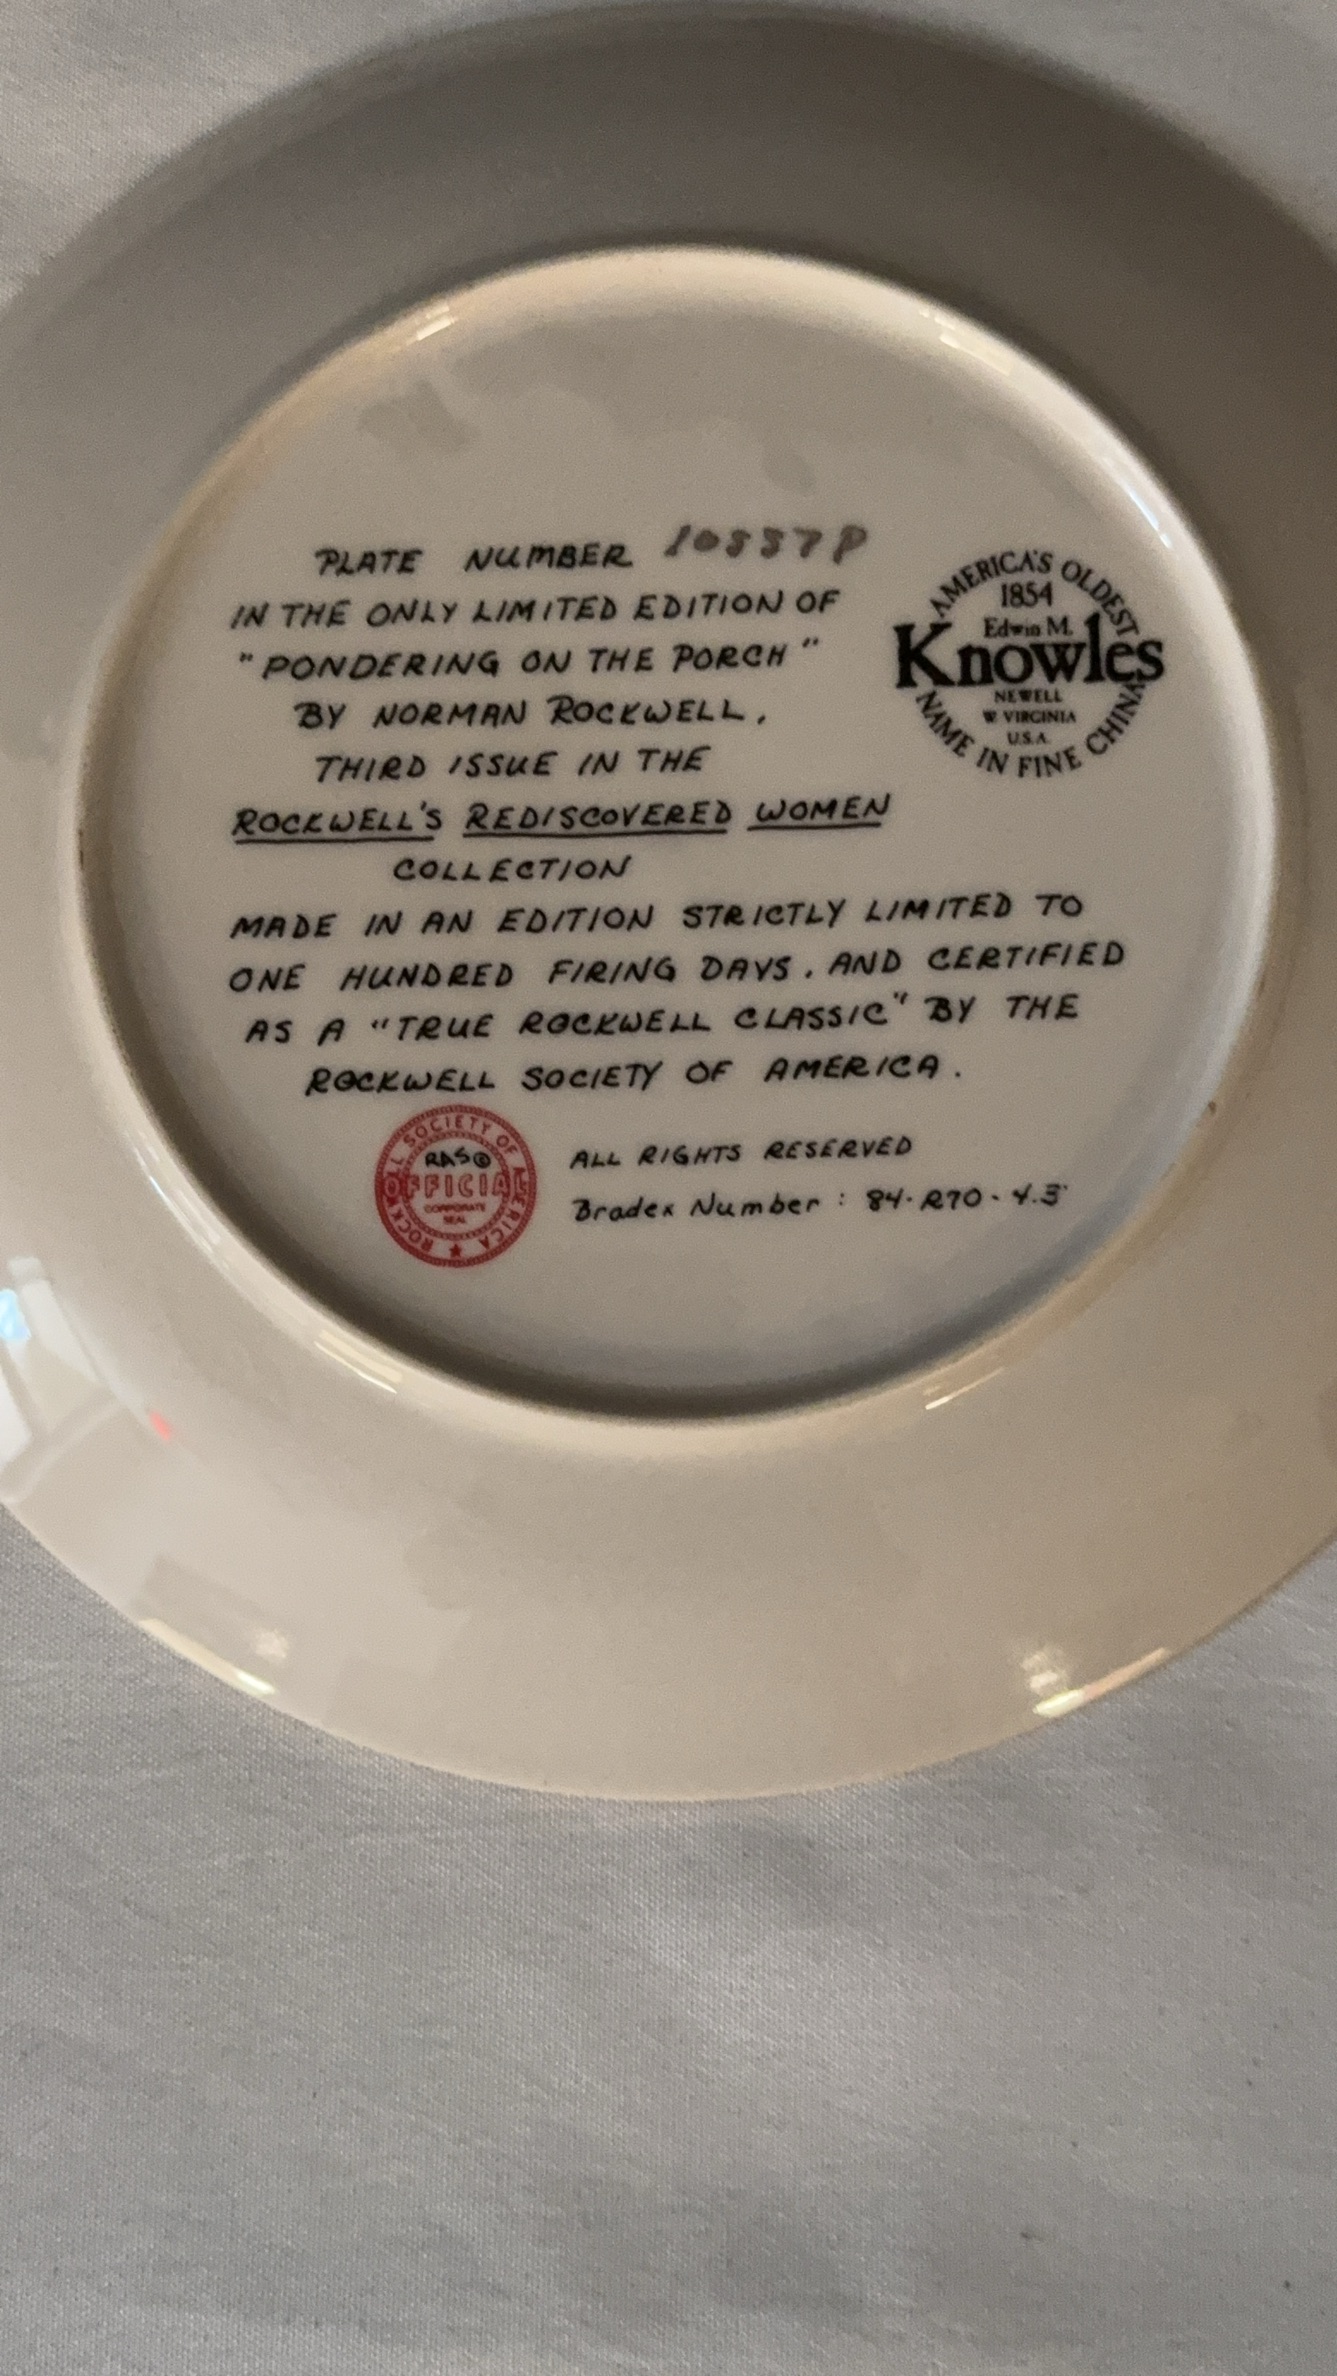 PLATE NUMBER 10557P
IN THE ONLY LIMITED EDITION OF
"PONDERING ON THE PORCH"
BY NORMAN ROCKWELL,
THIRD ISSUE IN THE
ROCKWELL'S REDISCOVERED WOMEN
COLLECTION
MADE IN AN EDITION STRICTLY LIMITED TO
ONE HUNDRED FIRING DAYS, AND CERTIFIED
AS A "TRUE ROCKWELL CLASSIC" BY THE
ROCKWELL SOCIETY OF AMERICA.
AMERICA'S OLDEST
1854
Edwin M.
Knowles
NEWELL
W VIRGINIA
U.S.A.
NAME IN FINE CHINA
SOCIETY OF
RAS©
OFFICIAL
CORPORATE
SEAL
ALL RIGHTS RESERVED
Bradex Number: 84-R70-4.3